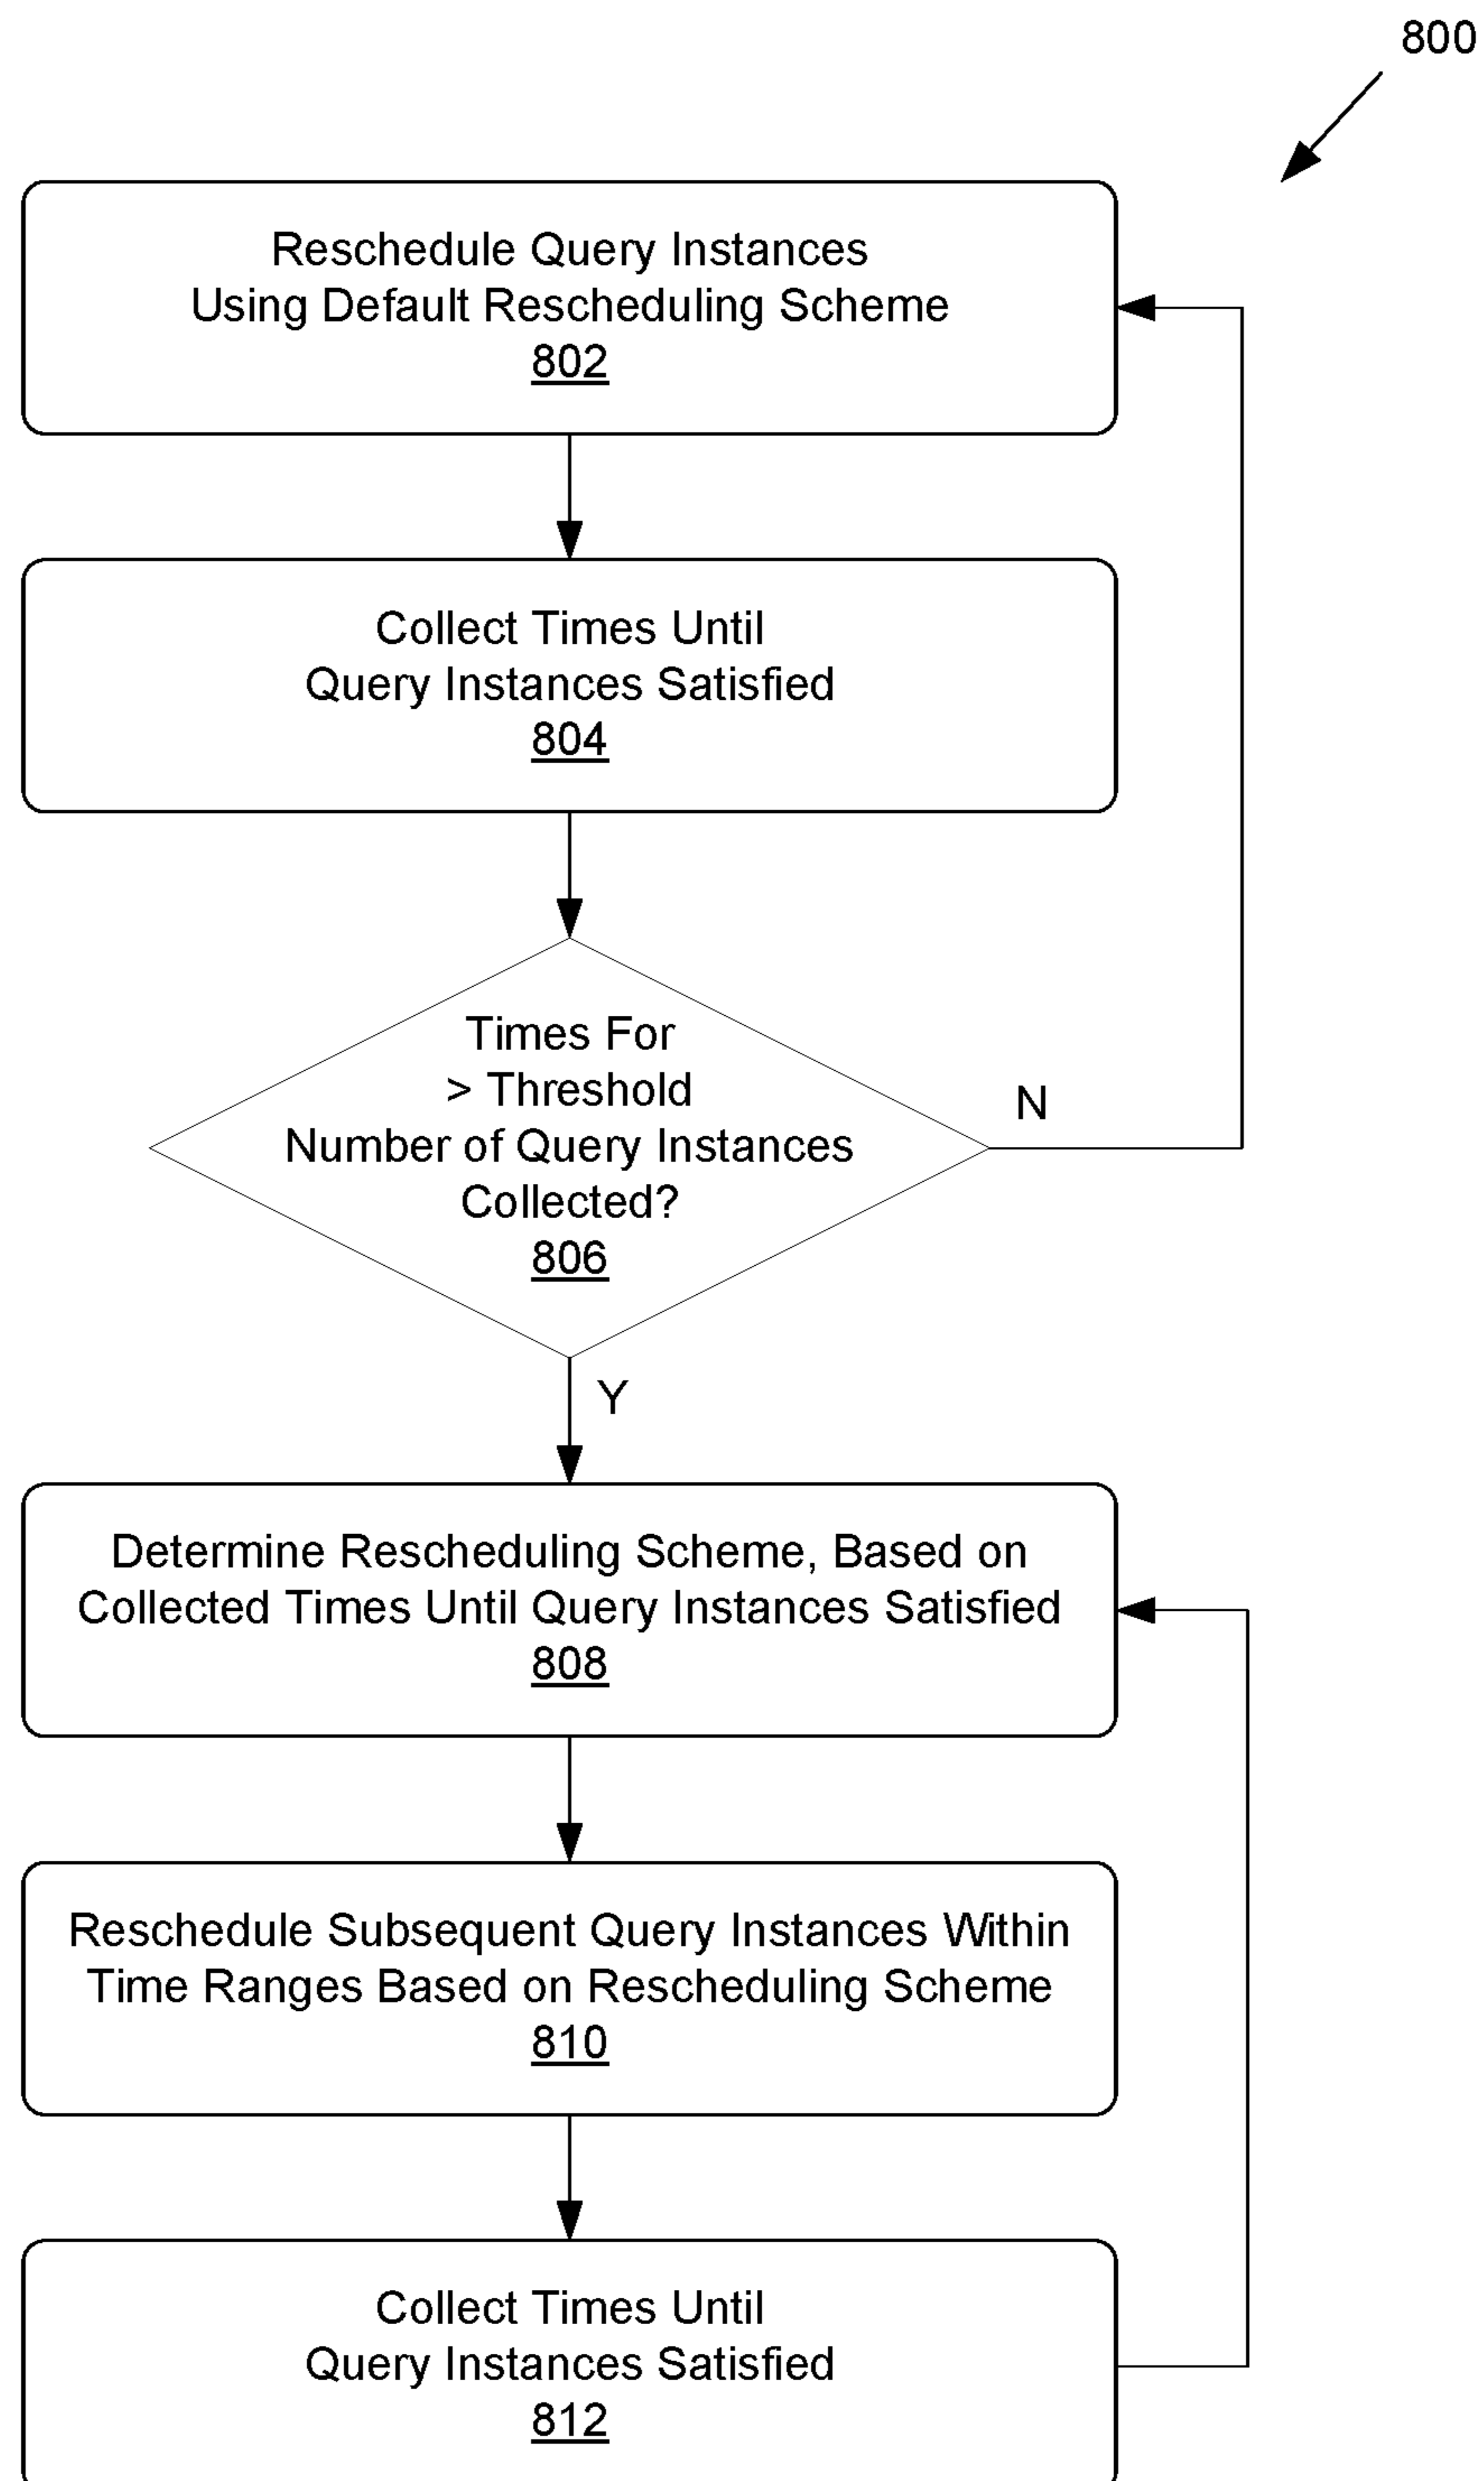 800
Reschedule Query Instances
Using Default Rescheduling Scheme
802
Collect Times Until
Query Instances Satisfied
804
Times For
> Threshold
Number of Query Instances
Collected?
806
N
Y
Determine Rescheduling Scheme, Based on
Collected Times Until Query Instances Satisfied
808
Reschedule Subsequent Query Instances Within
Time Ranges Based on Rescheduling Scheme
810
Collect Times Until
Query Instances Satisfied
812